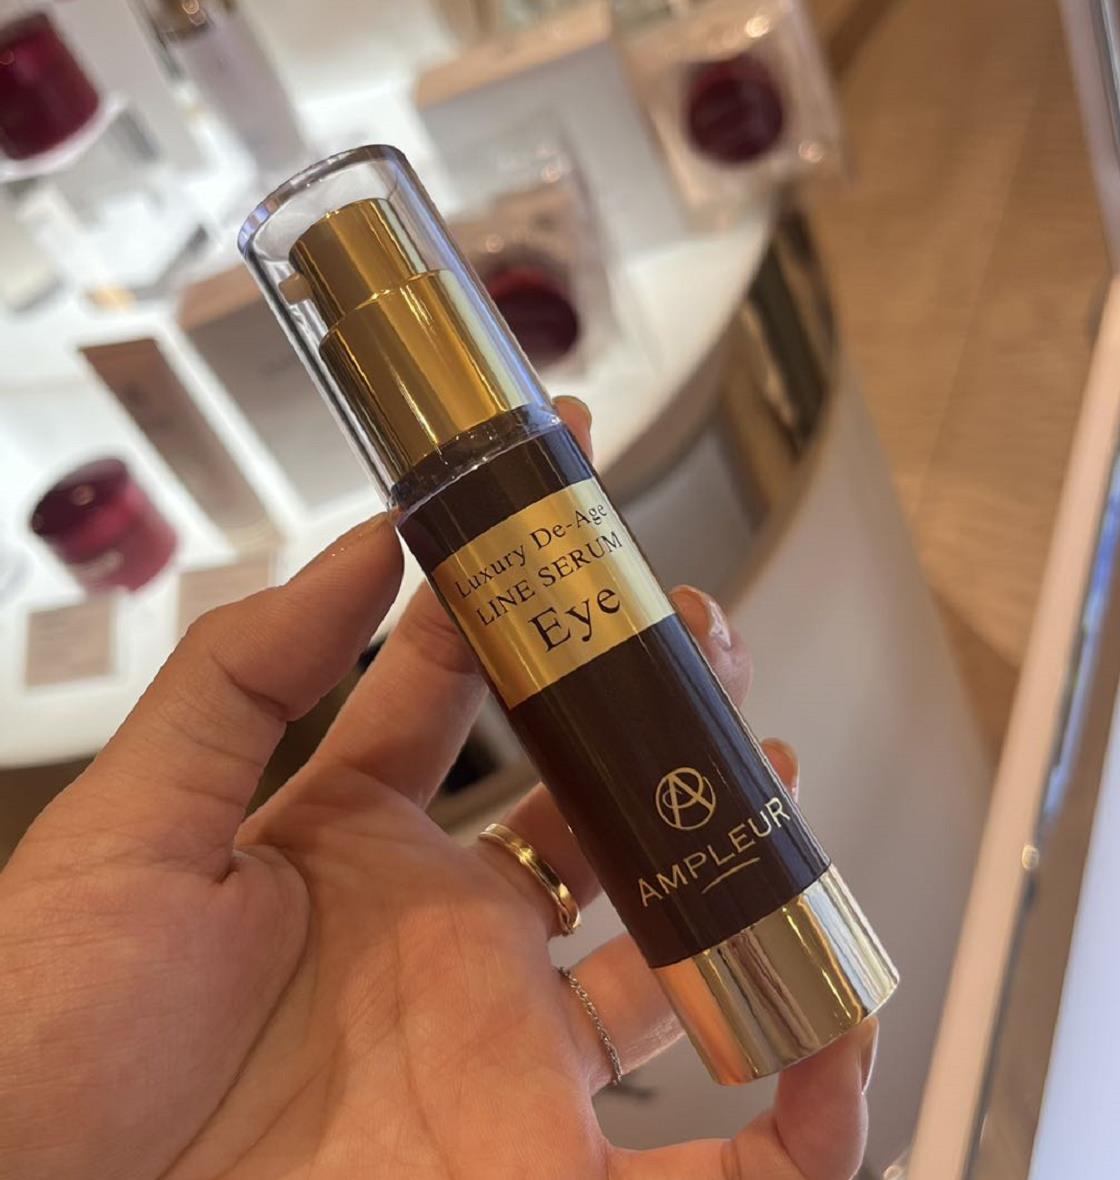 Luxury De-Age
LINE SERUM
Eye
AMPLEUR